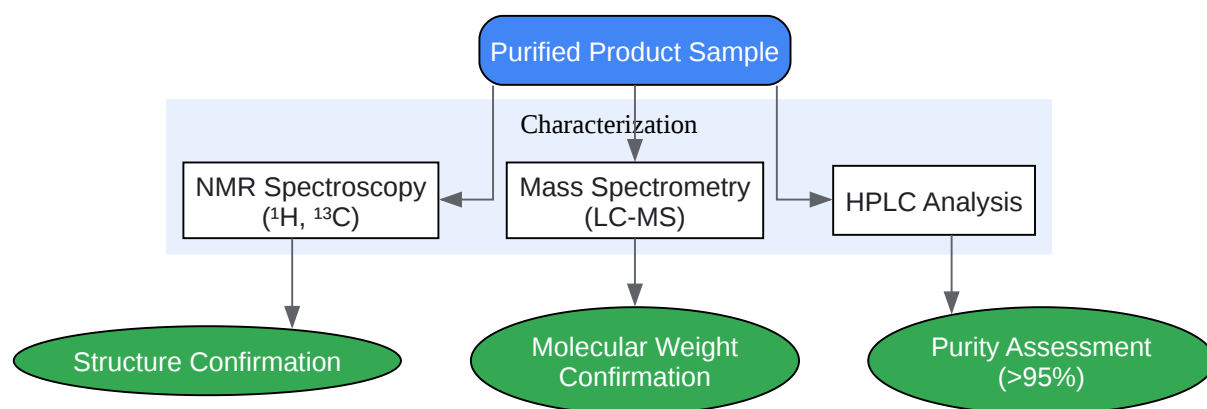 Purified Product Sample
Characterization
NMR Spectroscopy
(¹H, ¹³C)
Mass Spectrometry
(LC-MS)
HPLC Analysis
Structure Confirmation
Molecular Weight
Confirmation
Purity Assessment
(>95%)